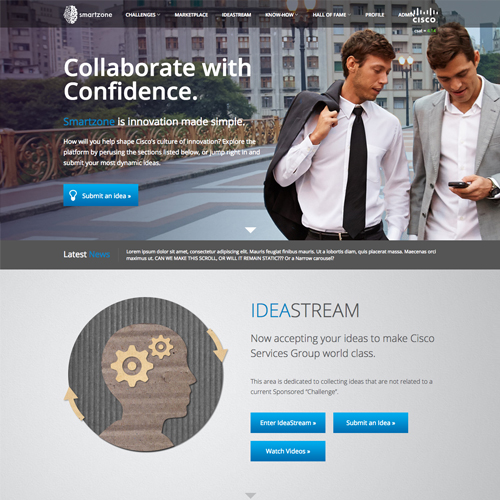 smartzone
CHALLENGES MARKETPLACE IDEASTREAM KNOW-HOW HALL OF FAME PROFILE ADMIN
CISCO
Collaborate with
Confidence.
Smartzone is innovation made simple.
How will you help shape Cisco's culture of innovation? Explore the
platform by perusing the sections listed below, or jump right in and
submit your most dynamic ideas.
Submit an Idea »
Latest News
Lorem ipsum dolor sit amet, consectetur adipiscing elit. Mauris feugiat finibus mauris. Ut a lobortis diam, quis placerat massa. Maecenas orci
maximus ut, CAN WE MAKE THIS SCROLL, OR WILL IT REMAIN STATIC??? Or a Narrow carousel?
IDEASTREAM
Now accepting your ideas to make Cisco
Services Group world class.
This area is dedicated to collecting ideas that are not related to a
current Sponsored "Challenge".
Enter IdeaStream » Submit an Idea »
Watch Videos »